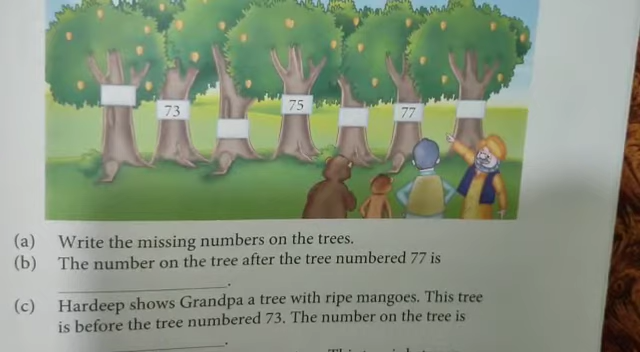 73
75
77
(a) Write the missing numbers on the trees.
(b) The number on the tree after the tree numbered 77 is
.
(c) Hardeep shows Grandpa a tree with ripe mangoes. This tree
is before the tree numbered 73. The number on the tree is
.